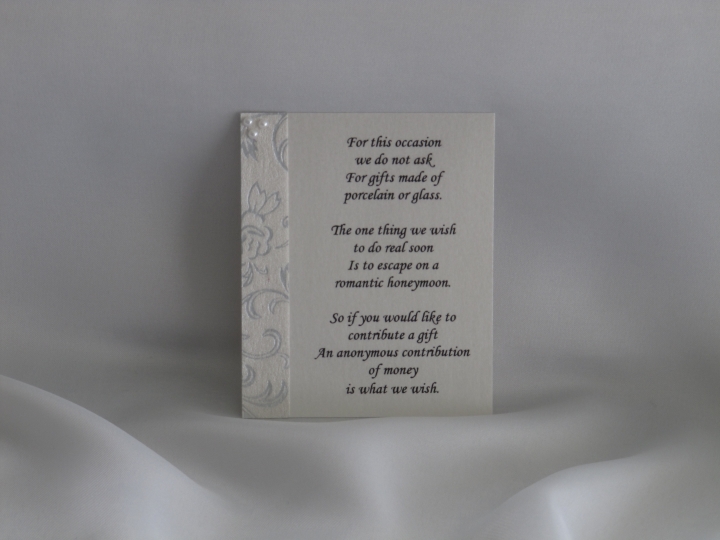 For this occasion
we do not ask
For gifts made of
porcelain or glass.
The one thing we wish
to do real soon
Is to escape on a
romantic honeymoon.
So if you would like to
contribute a gift
An anonymous contribution
of money
is what we wish.